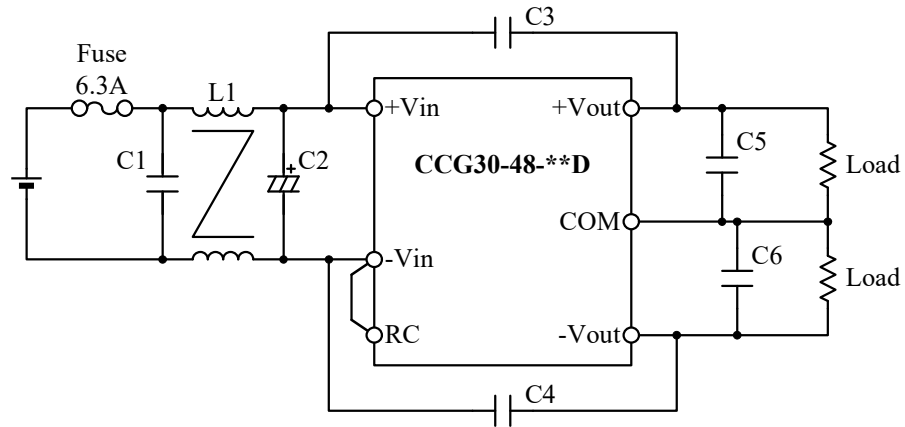 C3
Fuse
6.3A
L1
+Vin
+Vout
C1
C2
CCG30-48-**D
C5
Load
COM
-Vin
C6
Load
RC
-Vout
C4